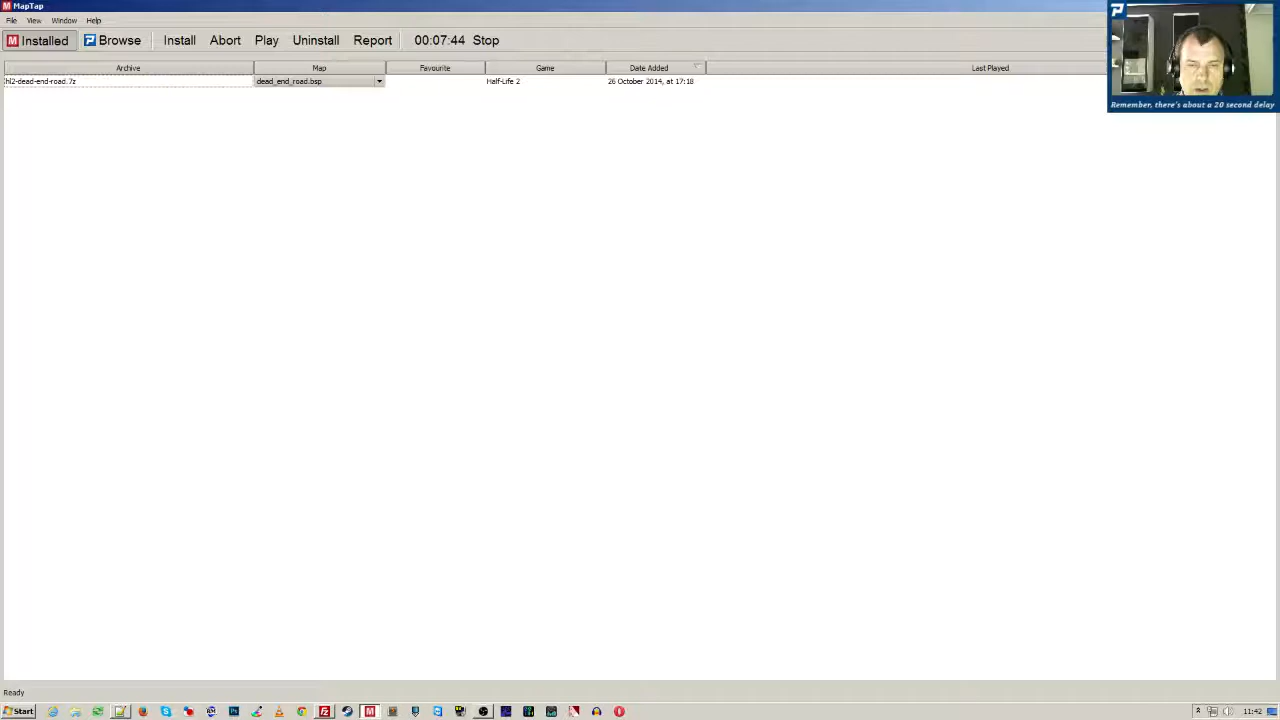 MapTap
File View Window Help
Installed Browse Install Abort Play Uninstall Report 00:07:44 Stop
Archive Map Favourite Game Date Added Last Played
hl2-dead-end-road.7z dead_end_road.bsp Half-Life 2 26 October 2014, at 17:18
Remember, there's about a 20 second delay
Ready
Start 11:42